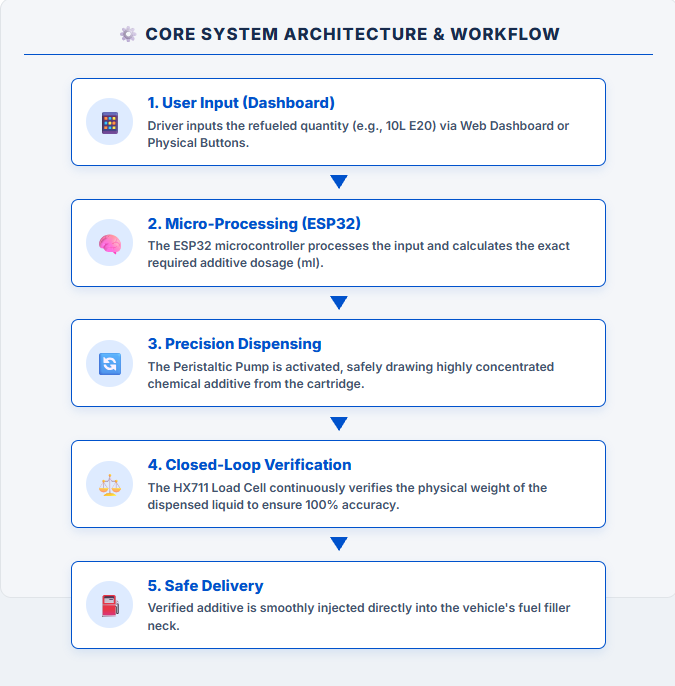 CORE SYSTEM ARCHITECTURE & WORKFLOW
1. User Input (Dashboard)
Driver inputs the refueled quantity (e.g., 10L E20) via Web Dashboard or
Physical Buttons.
2. Micro-Processing (ESP32)
The ESP32 microcontroller processes the input and calculates the exact
required additive dosage (ml).
3. Precision Dispensing
The Peristaltic Pump is activated, safely drawing highly concentrated
chemical additive from the cartridge.
4. Closed-Loop Verification
The HX711 Load Cell continuously verifies the physical weight of the
dispensed liquid to ensure 100% accuracy.
5. Safe Delivery
Verified additive is smoothly injected directly into the vehicle's fuel filler
neck.